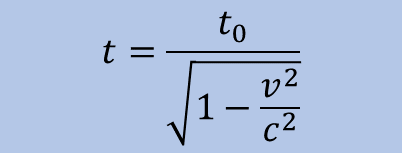 t = t₀ / √(1 − v²/c²)